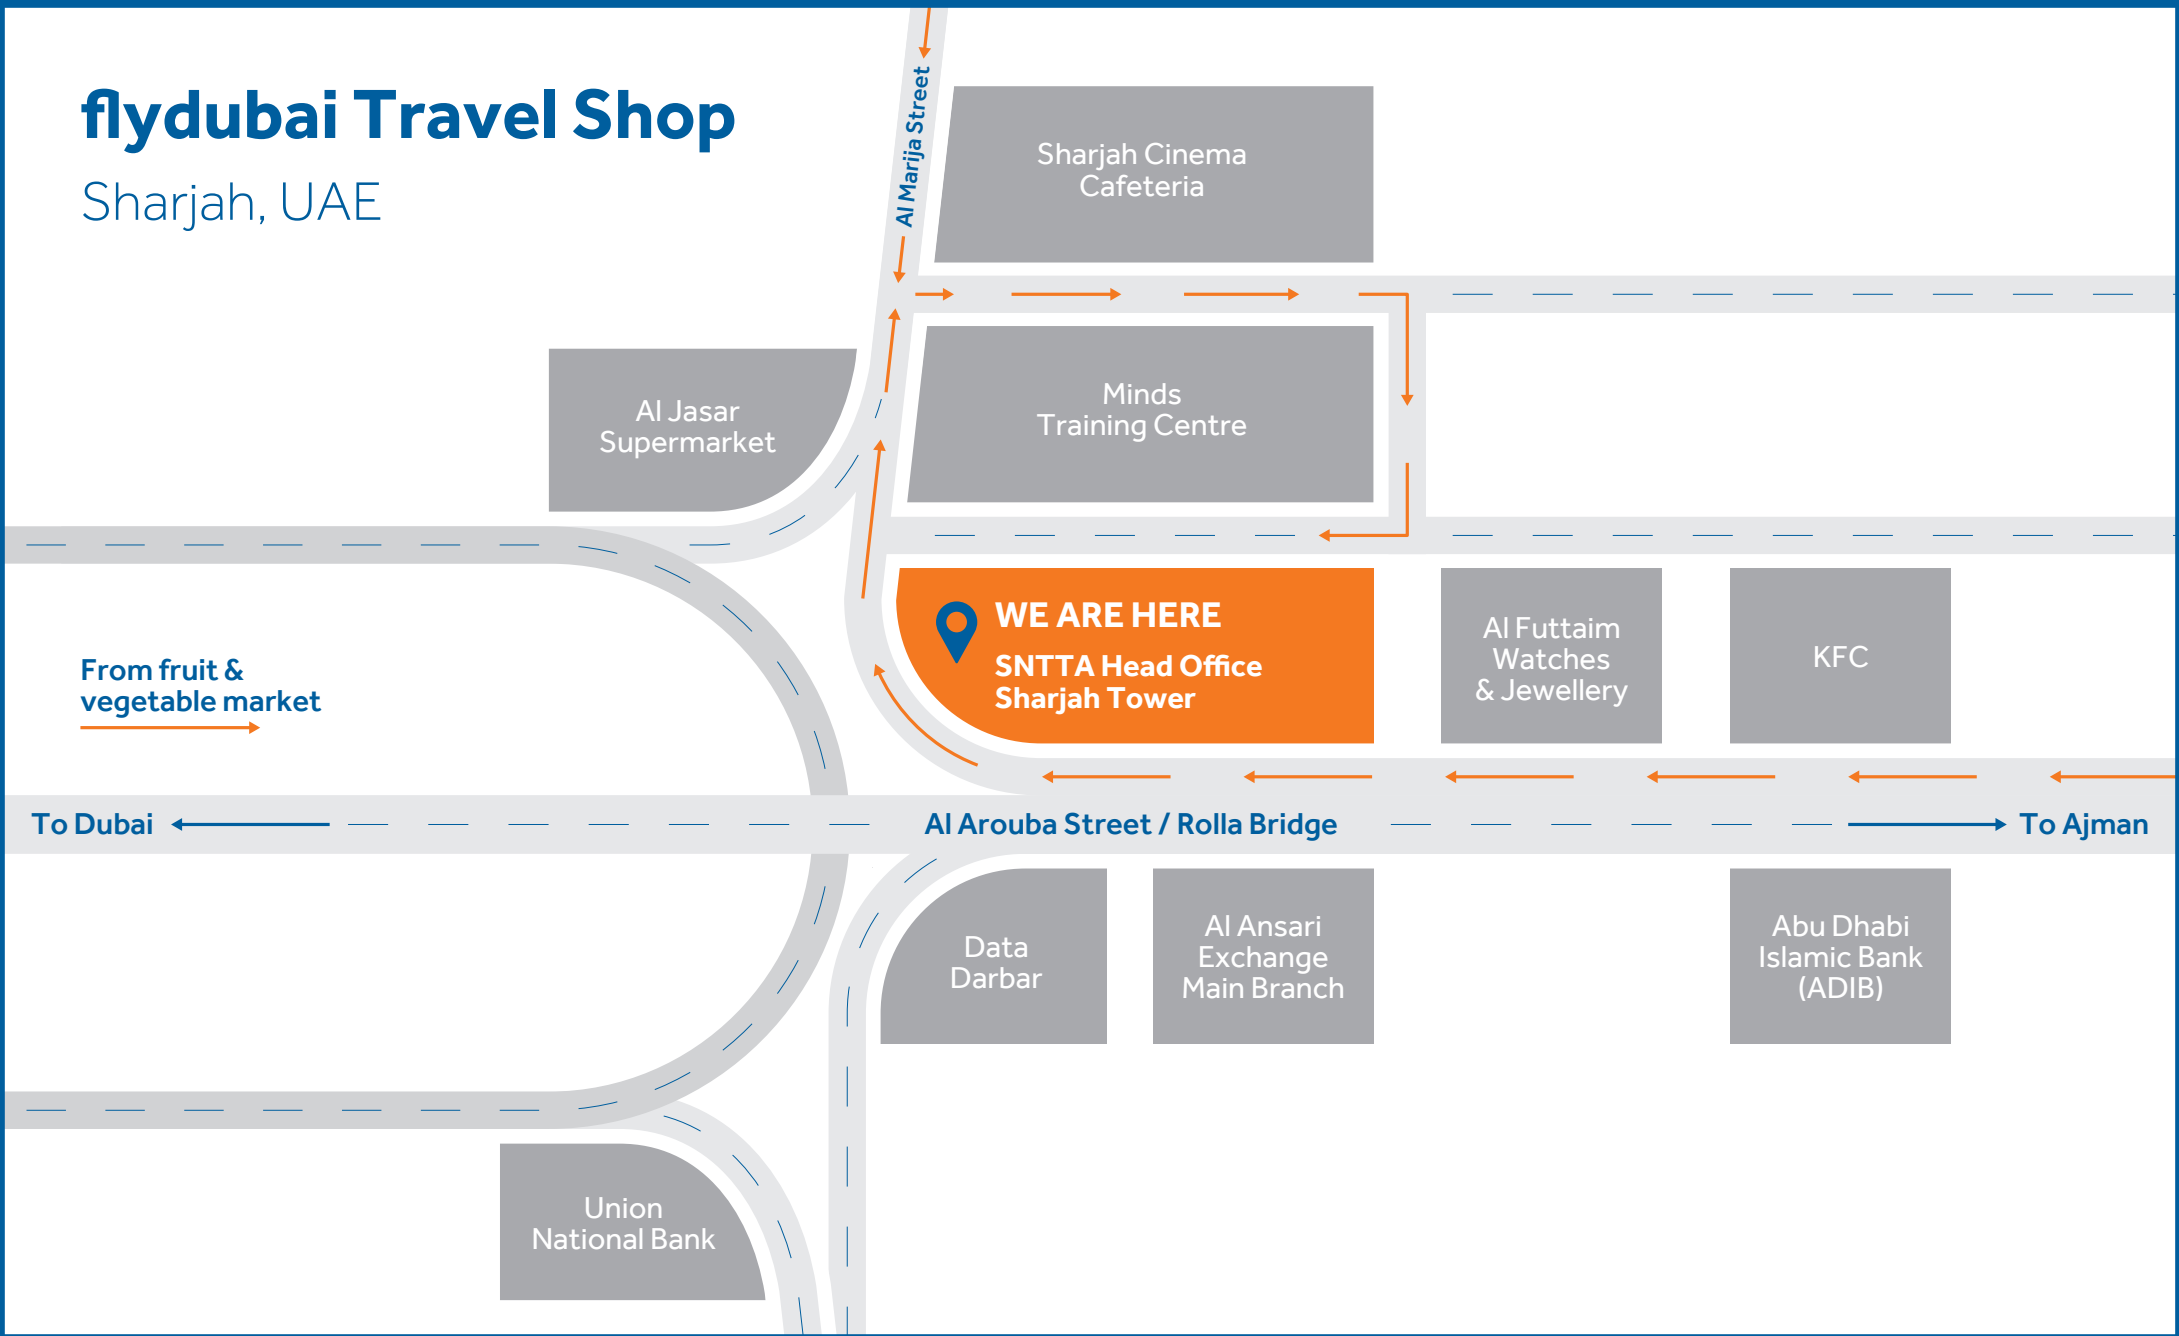 flydubai Travel Shop
Sharjah, UAE
Al Marija Street
Sharjah Cinema
Cafeteria
Al Jasar
Supermarket
Minds
Training Centre
WE ARE HERE
SNTTA Head Office
Sharjah Tower
Al Futtaim
Watches
& Jewellery
KFC
From fruit &
vegetable market
To Dubai
Al Arouba Street / Rolla Bridge
To Ajman
Data
Darbar
Al Ansari
Exchange
Main Branch
Abu Dhabi
Islamic Bank
(ADIB)
Union
National Bank